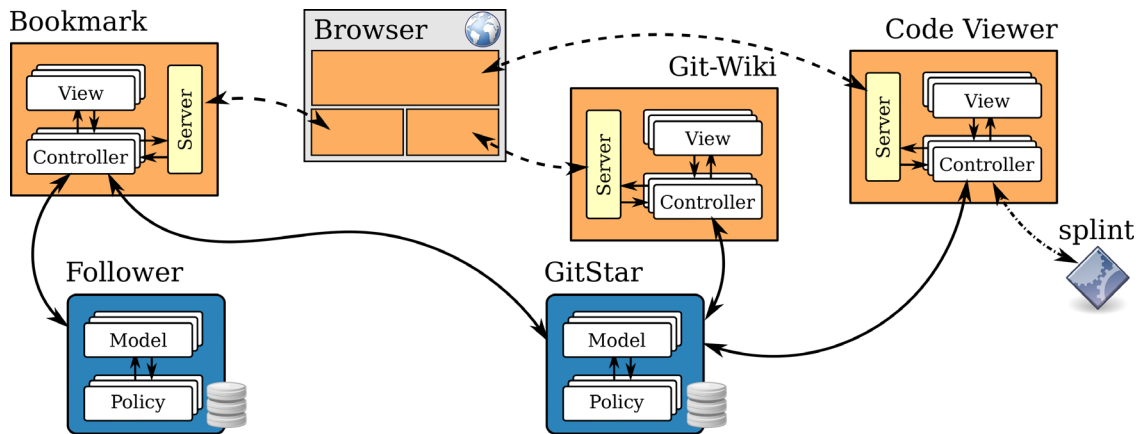 Bookmark
Browser
Code Viewer
Git-Wiki
View
Server
Controller
View
Server
Controller
View
Server
Controller
splint
Follower
GitStar
Model
Policy
Model
Policy